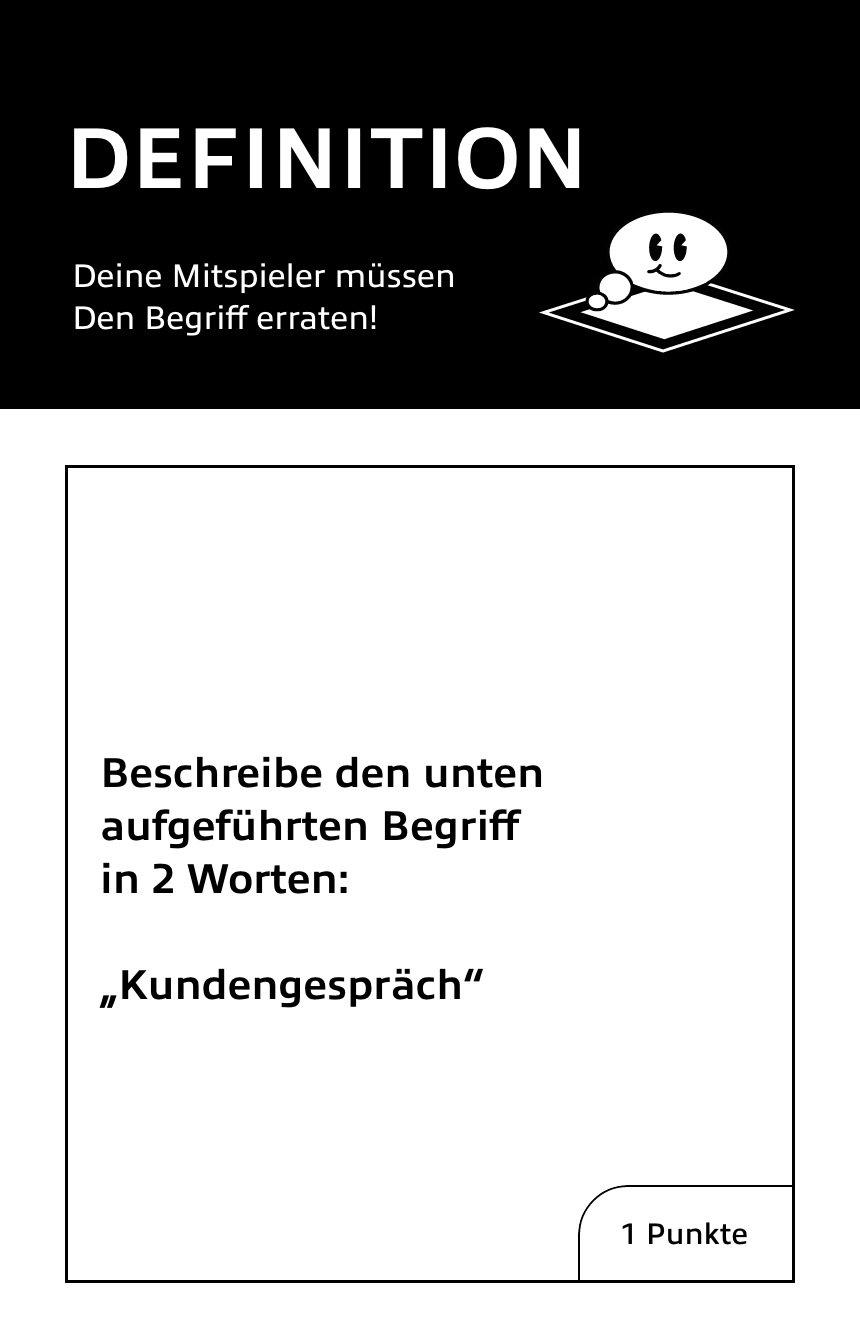 DEFINITION
Deine Mitspieler müssen
Den Begriff erraten!
Beschreibe den unten
aufgeführten Begriff
in 2 Worten:
„Kundengespräch“
1 Punkte